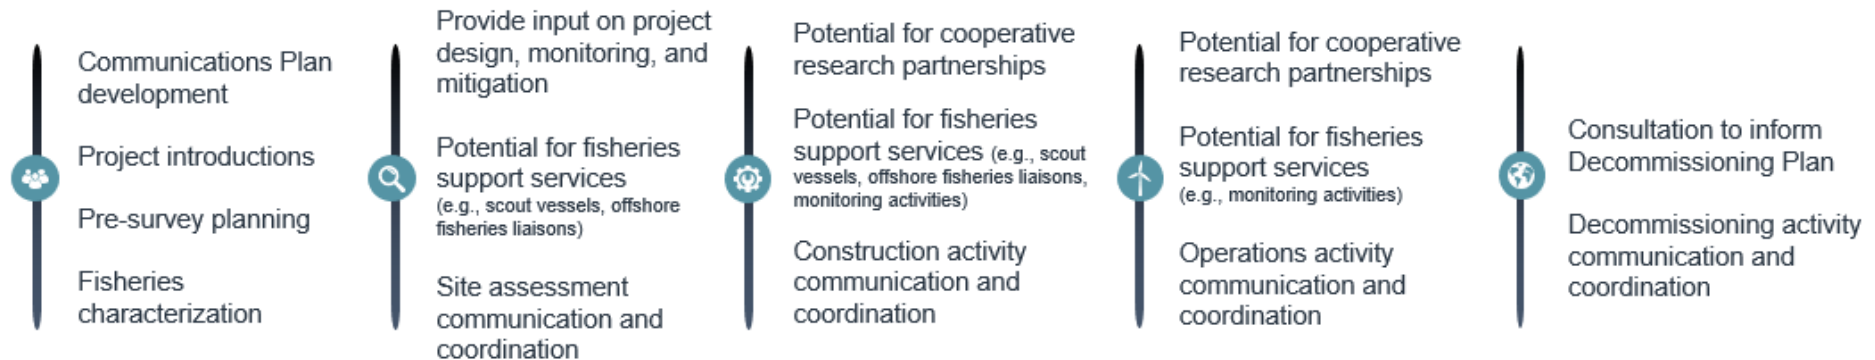 Communications Plan
development
Project introductions
Pre-survey planning
Fisheries
characterization
Provide input on project
design, monitoring, and
mitigation
Potential for fisheries
support services
(e.g., scout vessels, offshore
fisheries liaisons)
Site assessment
communication and
coordination
Potential for cooperative
research partnerships
Potential for fisheries
support services (e.g., scout
vessels, offshore fisheries liaisons,
monitoring activities)
Construction activity
communication and
coordination
Potential for cooperative
research partnerships
Potential for fisheries
support services
(e.g., monitoring activities)
Operations activity
communication and
coordination
Consultation to inform
Decommissioning Plan
Decommissioning activity
communication and
coordination